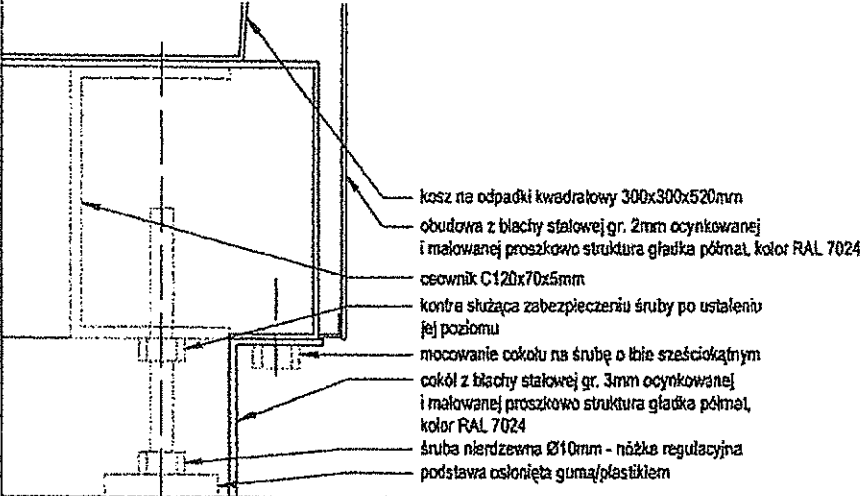 kosz na odpadki kwadratowy 300x300x520mm
obudowa z blachy stalowej gr. 2mm ocynkowanej
i malowanej proszkowo struktura gładka półmat, kolor RAL 7024
ceownik C120x70x5mm
kontra służąca zabezpieczeniu śruby po ustaleniu
jej poziomu
mocowanie cokołu na śrubę o łbie sześciokątnym
cokół z blachy stalowej gr. 3mm ocynkowanej
i malowanej proszkowo struktura gładka półmat,
kolor RAL 7024
śruba nierdzewna Ø10mm - nóżka regulacyjna
podstawa osłonięta gumą/plastikiem